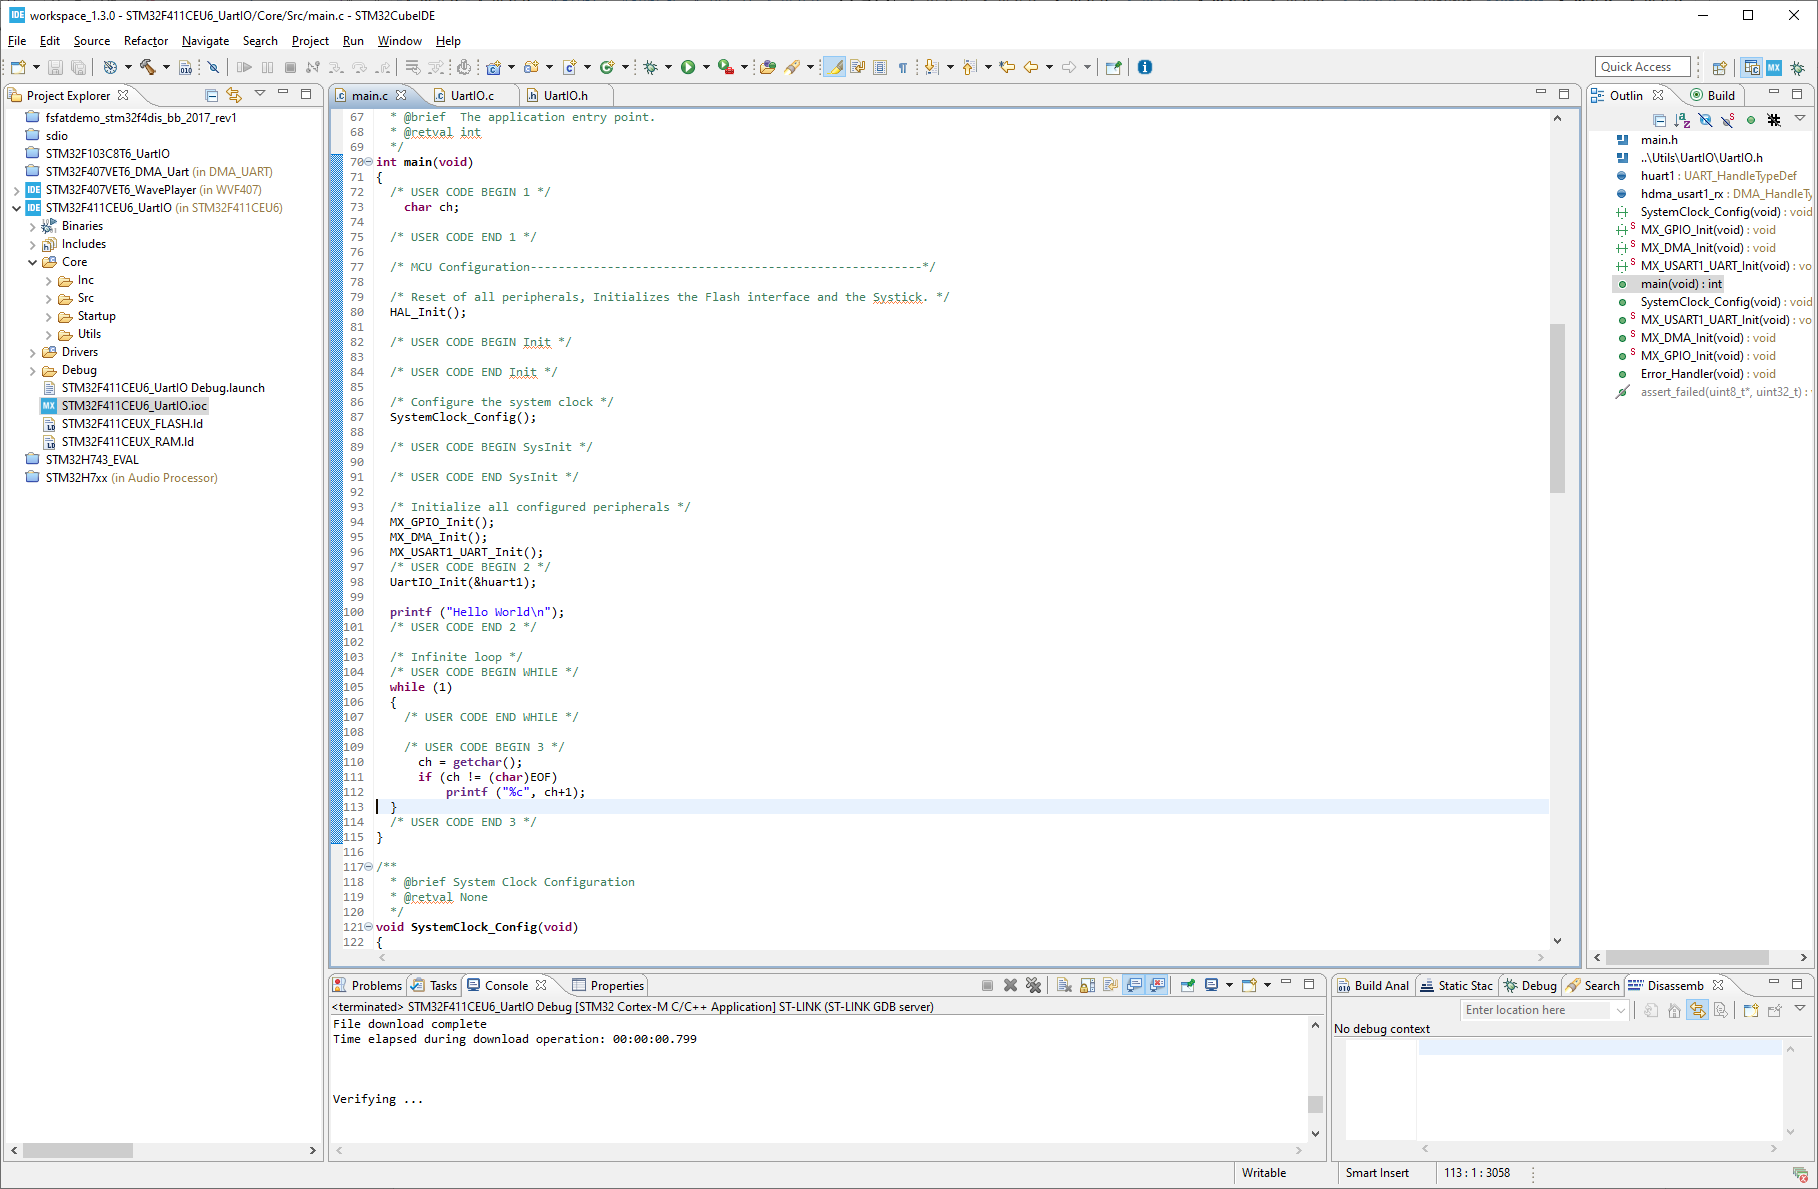 workspace_1.3.0 - STM32F411CEU6_UartIO/Core/Src/main.c - STM32CubeIDE
File Edit Source Refactor Navigate Search Project Run Window Help
Quick Access
Project Explorer
fsfatdemo_stm32f4dis_bb_2017_rev1
sdio
STM32F103C8T6_UartIO
STM32F407VET6_DMA_Uart (in DMA_UART)
STM32F407VET6_WavePlayer (in WVF407)
STM32F411CEU6_UartIO (in STM32F411CEU6)
Binaries
Includes
Core
Inc
Src
Startup
Utils
Drivers
Debug
STM32F411CEU6_UartIO Debug.launch
STM32F411CEU6_UartIO.ioc
STM32F411CEUX_FLASH.ld
STM32F411CEUX_RAM.ld
STM32H743_EVAL
STM32H7xx (in Audio Processor)
main.c UartIO.c UartIO.h
67 * @brief  The application entry point.
68 * @retval int
69 */
70 int main(void)
71 {
72 /* USER CODE BEGIN 1 */
73 char ch;
74
75 /* USER CODE END 1 */
76
77 /* MCU Configuration--------------------------------------------------------*/
78
79 /* Reset of all peripherals, Initializes the Flash interface and the Systick. */
80 HAL_Init();
81
82 /* USER CODE BEGIN Init */
83
84 /* USER CODE END Init */
85
86 /* Configure the system clock */
87 SystemClock_Config();
88
89 /* USER CODE BEGIN SysInit */
90
91 /* USER CODE END SysInit */
92
93 /* Initialize all configured peripherals */
94 MX_GPIO_Init();
95 MX_DMA_Init();
96 MX_USART1_UART_Init();
97 /* USER CODE BEGIN 2 */
98 UartIO_Init(&huart1);
99
100 printf ("Hello World\n");
101 /* USER CODE END 2 */
102
103 /* Infinite loop */
104 /* USER CODE BEGIN WHILE */
105 while (1)
106 {
107 /* USER CODE END WHILE */
108
109 /* USER CODE BEGIN 3 */
110 ch = getchar();
111 if (ch != (char)EOF)
112 printf ("%c", ch+1);
113 }
114 /* USER CODE END 3 */
115 }
116
117 /**
118 * @brief System Clock Configuration
119 * @retval None
120 */
121 void SystemClock_Config(void)
122 {
Outlin Build
main.h
..\Utils\UartIO\UartIO.h
huart1 : UART_HandleTypeDef
hdma_usart1_rx : DMA_HandleTy
SystemClock_Config(void) : void
MX_GPIO_Init(void) : void
MX_DMA_Init(void) : void
MX_USART1_UART_Init(void) : vo
main(void) : int
SystemClock_Config(void) : void
MX_USART1_UART_Init(void) : vo
MX_DMA_Init(void) : void
MX_GPIO_Init(void) : void
Error_Handler(void) : void
assert_failed(uint8_t*, uint32_t) :
Problems Tasks Console Properties
<terminated> STM32F411CEU6_UartIO Debug [STM32 Cortex-M C/C++ Application] ST-LINK (ST-LINK GDB server)
File download complete
Time elapsed during download operation: 00:00:00.799
Verifying ...
Build Anal Static Stac Debug Search Disassemb
Enter location here
No debug context
Writable Smart Insert 113 : 1 : 3058